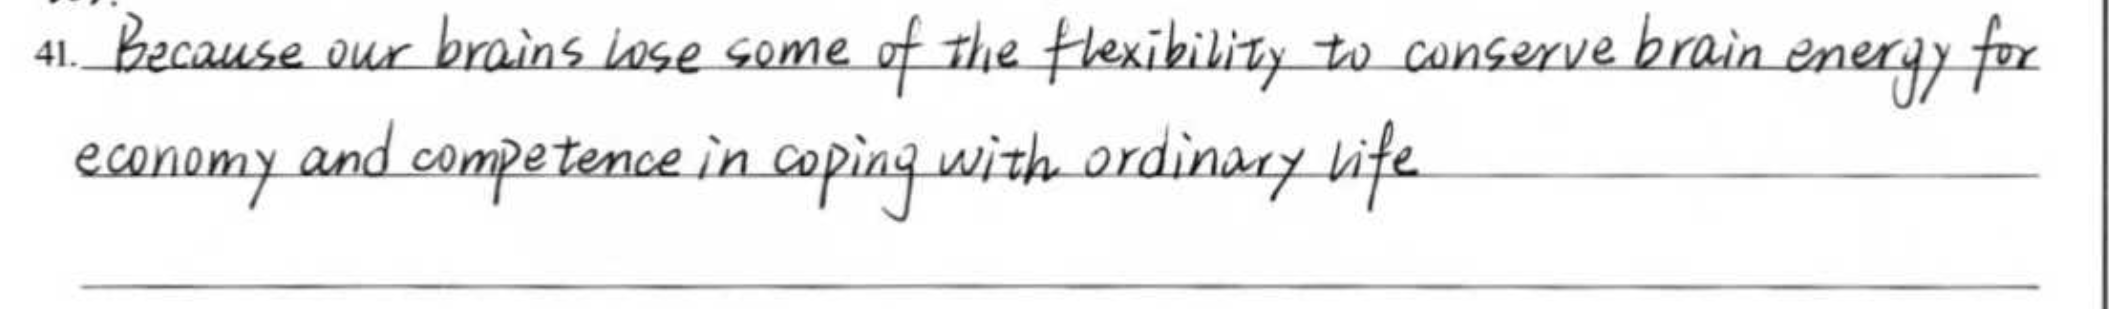 41. Because our brains lose some of the flexibility to conserve brain energy for
economy and competence in coping with ordinary life